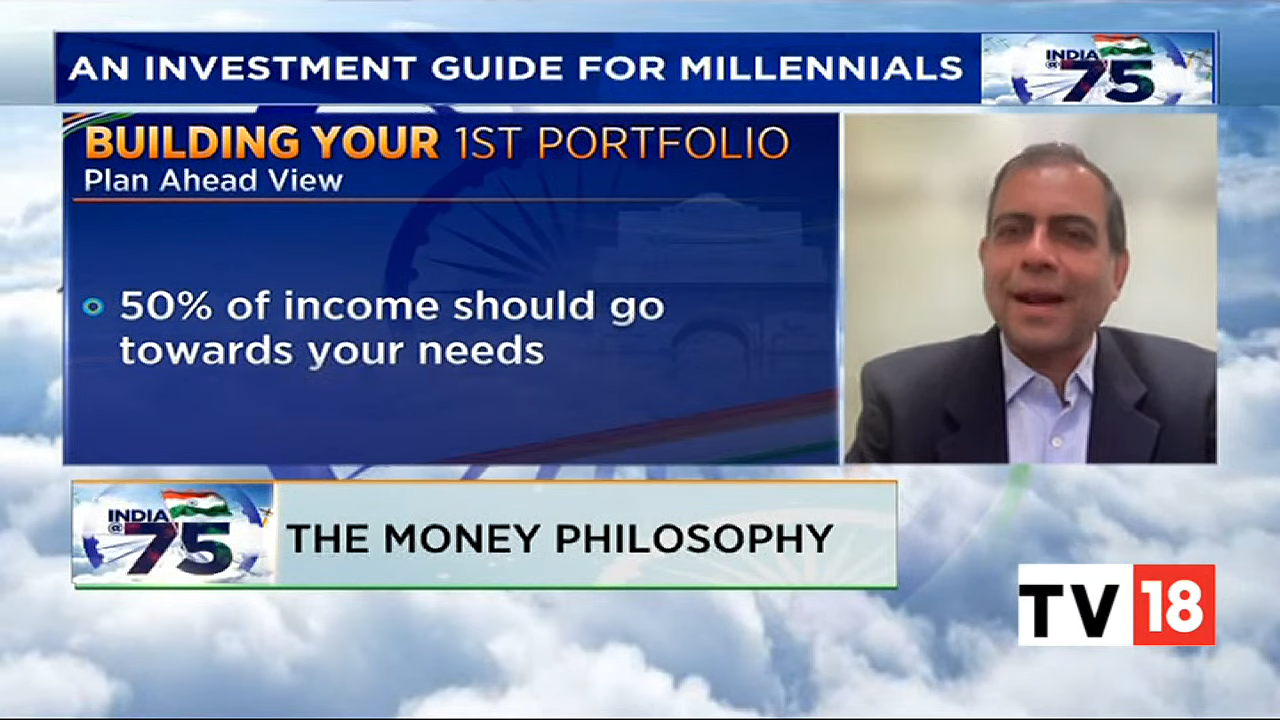 AN INVESTMENT GUIDE FOR MILLENNIALS
INDIA
@75
BUILDING YOUR 1ST PORTFOLIO
Plan Ahead View
50% of income should go
towards your needs
INDIA
@75
THE MONEY PHILOSOPHY
TV18